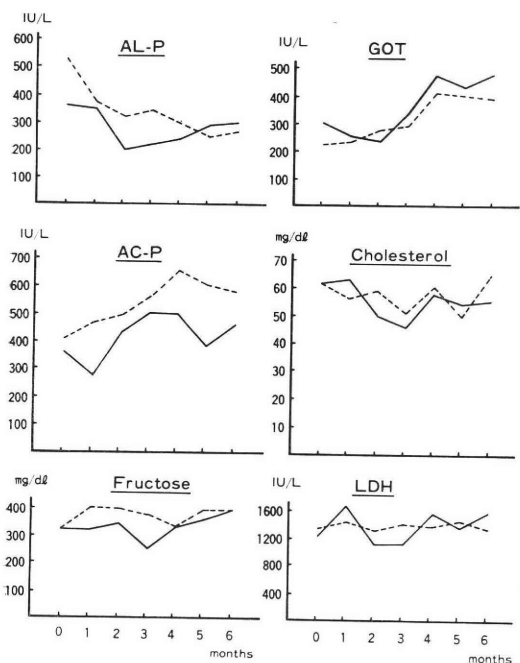 IU/L
AL-P
600
500
400
300
200
100
IU/L
GOT
500
400
300
200
100
IU/L
AC-P
700
600
500
400
300
200
100
mg/dℓ
Cholesterol
70
60
50
40
30
20
10
mg/dℓ
Fructose
400
300
200
100
0 1 2 3 4 5 6
months
IU/L
LDH
1600
1200
800
400
0 1 2 3 4 5 6
months